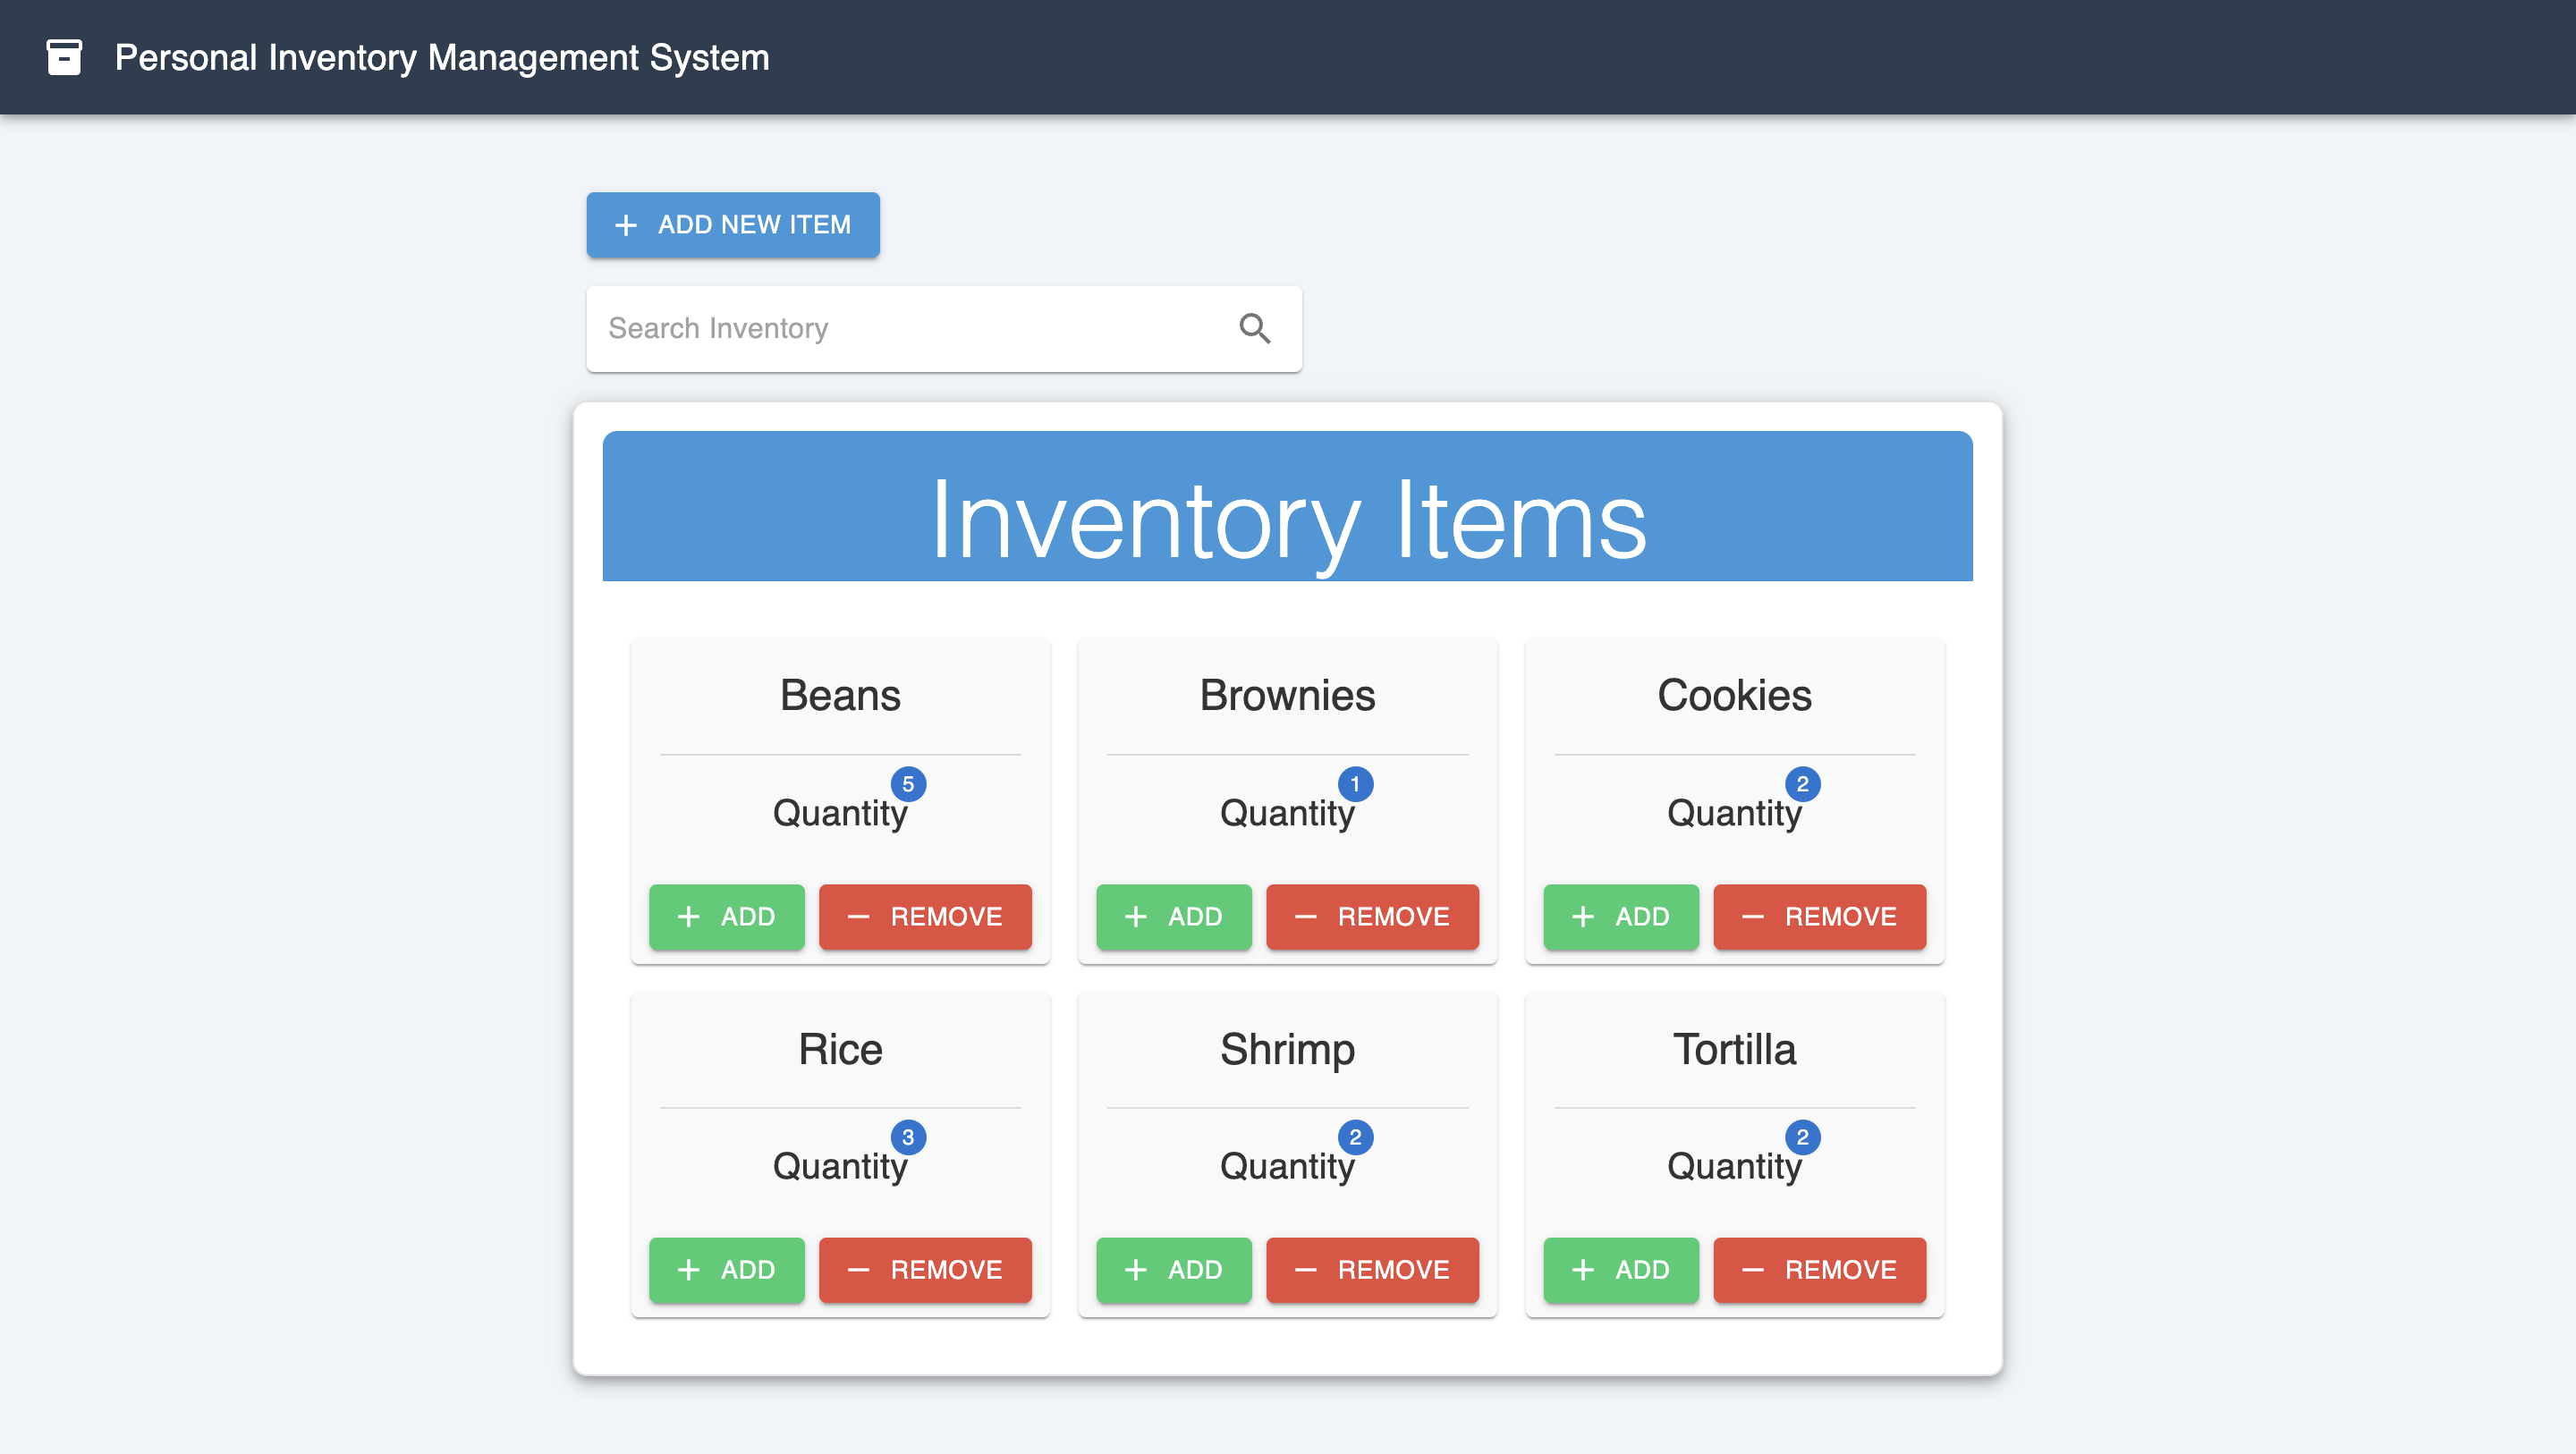 Personal Inventory Management System
ADD NEW ITEM
Search Inventory
Inventory Items
Beans
Quantity 5
+ ADD − REMOVE
Brownies
Quantity 1
+ ADD − REMOVE
Cookies
Quantity 2
+ ADD − REMOVE
Rice
Quantity 3
+ ADD − REMOVE
Shrimp
Quantity 2
+ ADD − REMOVE
Tortilla
Quantity 2
+ ADD − REMOVE